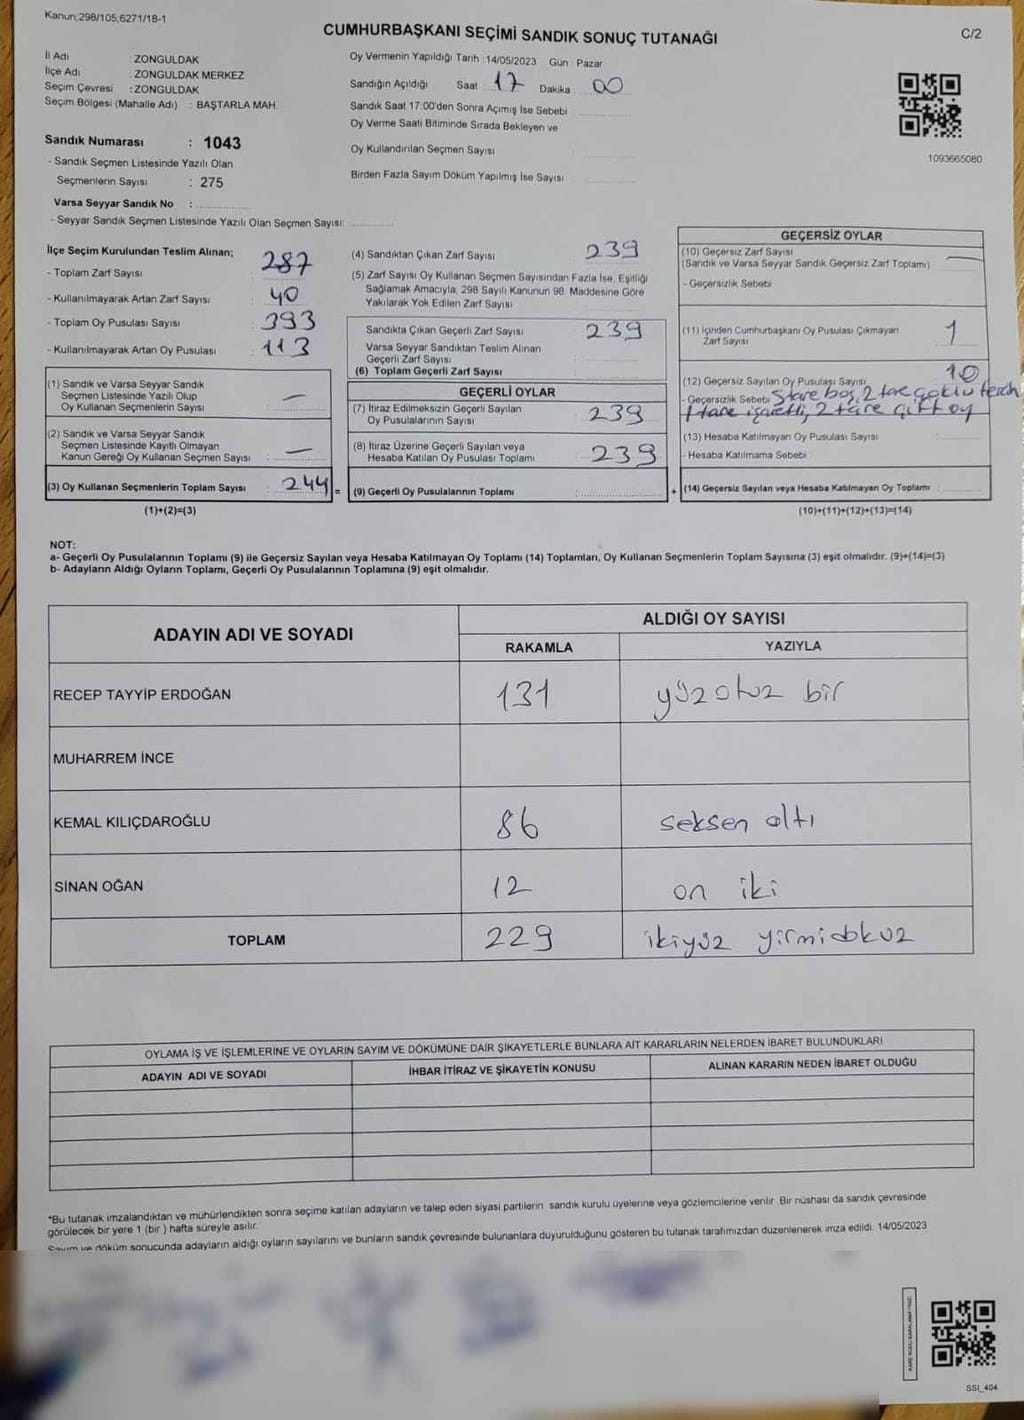 Kanun;298/105,6271/18-1
CUMHURBAŞKANI SEÇİMİ SANDIK SONUÇ TUTANAĞI
C/2
İl Adı : ZONGULDAK
İlçe Adı : ZONGULDAK MERKEZ
Seçim Çevresi : ZONGULDAK
Seçim Bölgesi (Mahalle Adı) : BAŞTARLA MAH.
Oy Vermenin Yapıldığı Tarih : 14/05/2023 Gün : Pazar
Sandığın Açıldığı Saat 17 Dakika 00
Sandık Saat 17:00'den Sonra Açımış İse Sebebi
Oy Verme Saati Bitiminde Sırada Bekleyen ve
Oy Kullandırılan Seçmen Sayısı :
Birden Fazla Sayım Döküm Yapılmış İse Sayısı
1093665080
Sandık Numarası : 1043
- Sandık Seçmen Listesinde Yazılı Olan
Seçmenlerin Sayısı : 275
Varsa Seyyar Sandık No :
- Seyyar Sandık Seçmen Listesinde Yazılı Olan Seçmen Sayısı:
İlçe Seçim Kurulundan Teslim Alınan;
- Toplam Zarf Sayısı : 287
- Kullanılmayarak Artan Zarf Sayısı : 40
- Toplam Oy Pusulası Sayısı : 393
- Kullanılmayarak Artan Oy Pusulası : 113
(1) Sandık ve Varsa Seyyar Sandık
Seçmen Listesinde Yazılı Olup
Oy Kullanan Seçmenlerin Sayısı : —
(2) Sandık ve Varsa Seyyar Sandık
Seçmen Listesinde Kayıtlı Olmayan
Kanun Gereği Oy Kullanan Seçmen Sayısı : —
(3) Oy Kullanan Seçmenlerin Toplam Sayısı : 244 =
(1)+(2)=(3)
(4) Sandıktan Çıkan Zarf Sayısı : 239
(5) Zarf Sayısı Oy Kullanan Seçmen Sayısından Fazla İse, Eşitliği
Sağlamak Amacıyla; 298 Sayılı Kanunun 98. Maddesine Göre
Yakılarak Yok Edilen Zarf Sayısı
Sandıkta Çıkan Geçerli Zarf Sayısı : 239
Varsa Seyyar Sandıktan Teslim Alınan
Geçerli Zarf Sayısı
(6) Toplam Geçerli Zarf Sayısı
GEÇERLİ OYLAR
(7) İtiraz Edilmeksizin Geçerli Sayılan
Oy Pusulalarının Sayısı : 239
(8) İtiraz Üzerine Geçerli Sayılan veya
Hesaba Katılan Oy Pusulası Toplamı : 239
(9) Geçerli Oy Pusulalarının Toplamı : +
GEÇERSİZ OYLAR
(10) Geçersiz Zarf Sayısı —
(Sandık ve Varsa Seyyar Sandık Geçersiz Zarf Toplamı)
- Geçersizlik Sebebi :
(11) İçinden Cumhurbaşkanı Oy Pusulası Çıkmayan
Zarf Sayısı 1
(12) Geçersiz Sayılan Oy Pusulası Sayısı 10
- Geçersizlik Sebebi 5 tane boş, 2 tane çoklu tercih
1 tane işaretli, 2 tane çift oy
(13) Hesaba Katılmayan Oy Pusulası Sayısı :
- Hesaba Katılmama Sebebi :
(14) Geçersiz Sayılan veya Hesaba Katılmayan Oy Toplamı :
(10)+(11)+(12)+(13)=(14)
NOT:
a- Geçerli Oy Pusulalarının Toplamı (9) ile Geçersiz Sayılan veya Hesaba Katılmayan Oy Toplamı (14) Toplamları, Oy Kullanan Seçmenlerin Toplam Sayısına (3) eşit olmalıdır. (9)+(14)=(3)
b- Adayların Aldığı Oyların Toplamı, Geçerli Oy Pusulalarının Toplamına (9) eşit olmalıdır.
ADAYIN ADI VE SOYADI
ALDIĞI OY SAYISI
RAKAMLA YAZIYLA
RECEP TAYYİP ERDOĞAN 131 yüzotuz bir
MUHARREM İNCE
KEMAL KILIÇDAROĞLU 86 seksen altı
SİNAN OĞAN 12 on iki
TOPLAM 229 ikiyüz yirmidokuz
OYLAMA İŞ VE İŞLEMLERİNE VE OYLARIN SAYIM VE DÖKÜMÜNE DAİR ŞİKAYETLERLE BUNLARA AİT KARARLARIN NELERDEN İBARET BULUNDUKLARI
ADAYIN ADI VE SOYADI İHBAR İTİRAZ VE ŞİKAYETİN KONUSU ALINAN KARARIN NEDEN İBARET OLDUĞU
*Bu tutanak imzalandıktan ve mühürlendikten sonra seçime katılan adayların ve talep eden siyasi partilerin sandık kurulu üyelerine veya gözlemcilerine verilir. Bir nüshası da sandık çevresinde
görülecek bir yere 1 (bir ) hafta süreyle asılır.
Sayım ve döküm sonucunda adayların aldığı oyların sayılarını ve bunların sandık çevresinde bulunanlara duyurulduğunu gösteren bu tutanak tarafımızdan düzenlenerek imza edildi. 14/05/2023
SSI_404